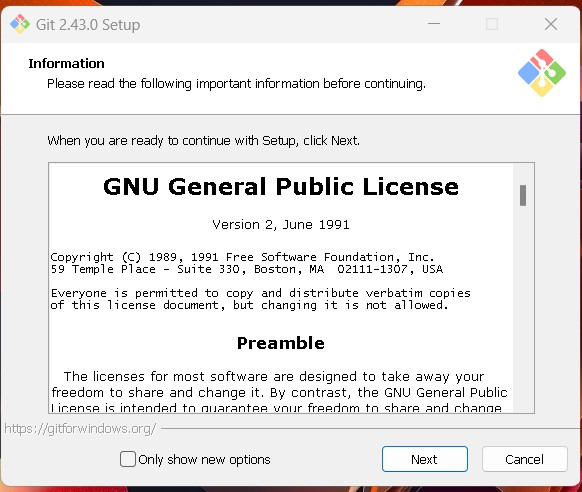 Git 2.43.0 Setup
Information
Please read the following important information before continuing.
When you are ready to continue with Setup, click Next.
GNU General Public License
Version 2, June 1991
Copyright (C) 1989, 1991 Free Software Foundation, Inc.
59 Temple Place - Suite 330, Boston, MA  02111-1307, USA
Everyone is permitted to copy and distribute verbatim copies
of this license document, but changing it is not allowed.
Preamble
The licenses for most software are designed to take away your
freedom to share and change it. By contrast, the GNU General Public
License is intended to guarantee your freedom to share and change
https://gitforwindows.org/
Only show new options
Next
Cancel